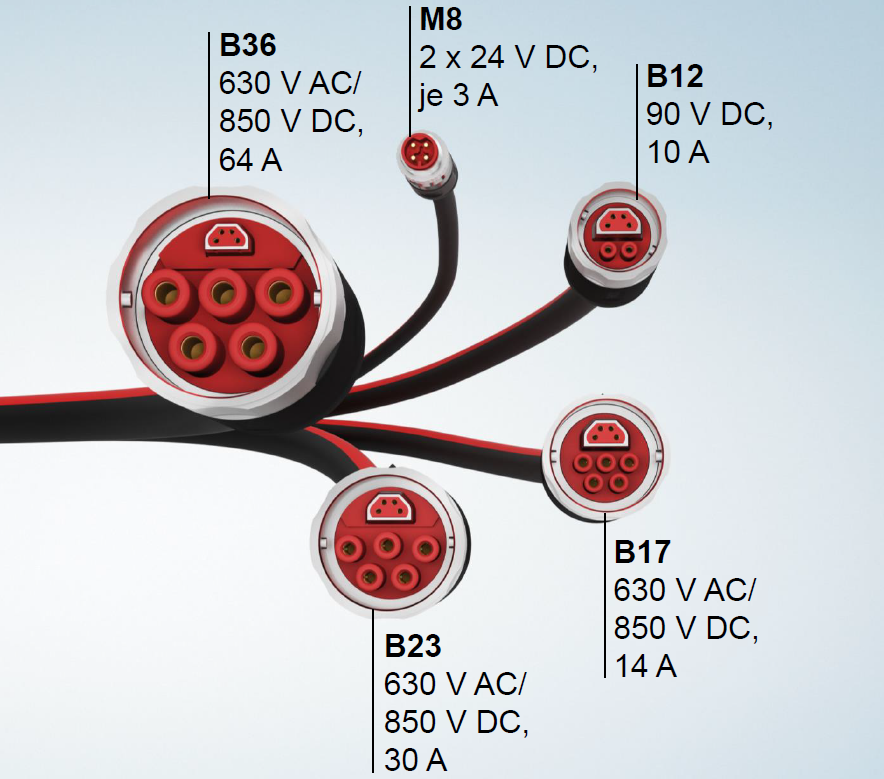 B36
630 V AC/
850 V DC,
64 A
M8
2 x 24 V DC,
je 3 A
B12
90 V DC,
10 A
B17
630 V AC/
850 V DC,
14 A
B23
630 V AC/
850 V DC,
30 A